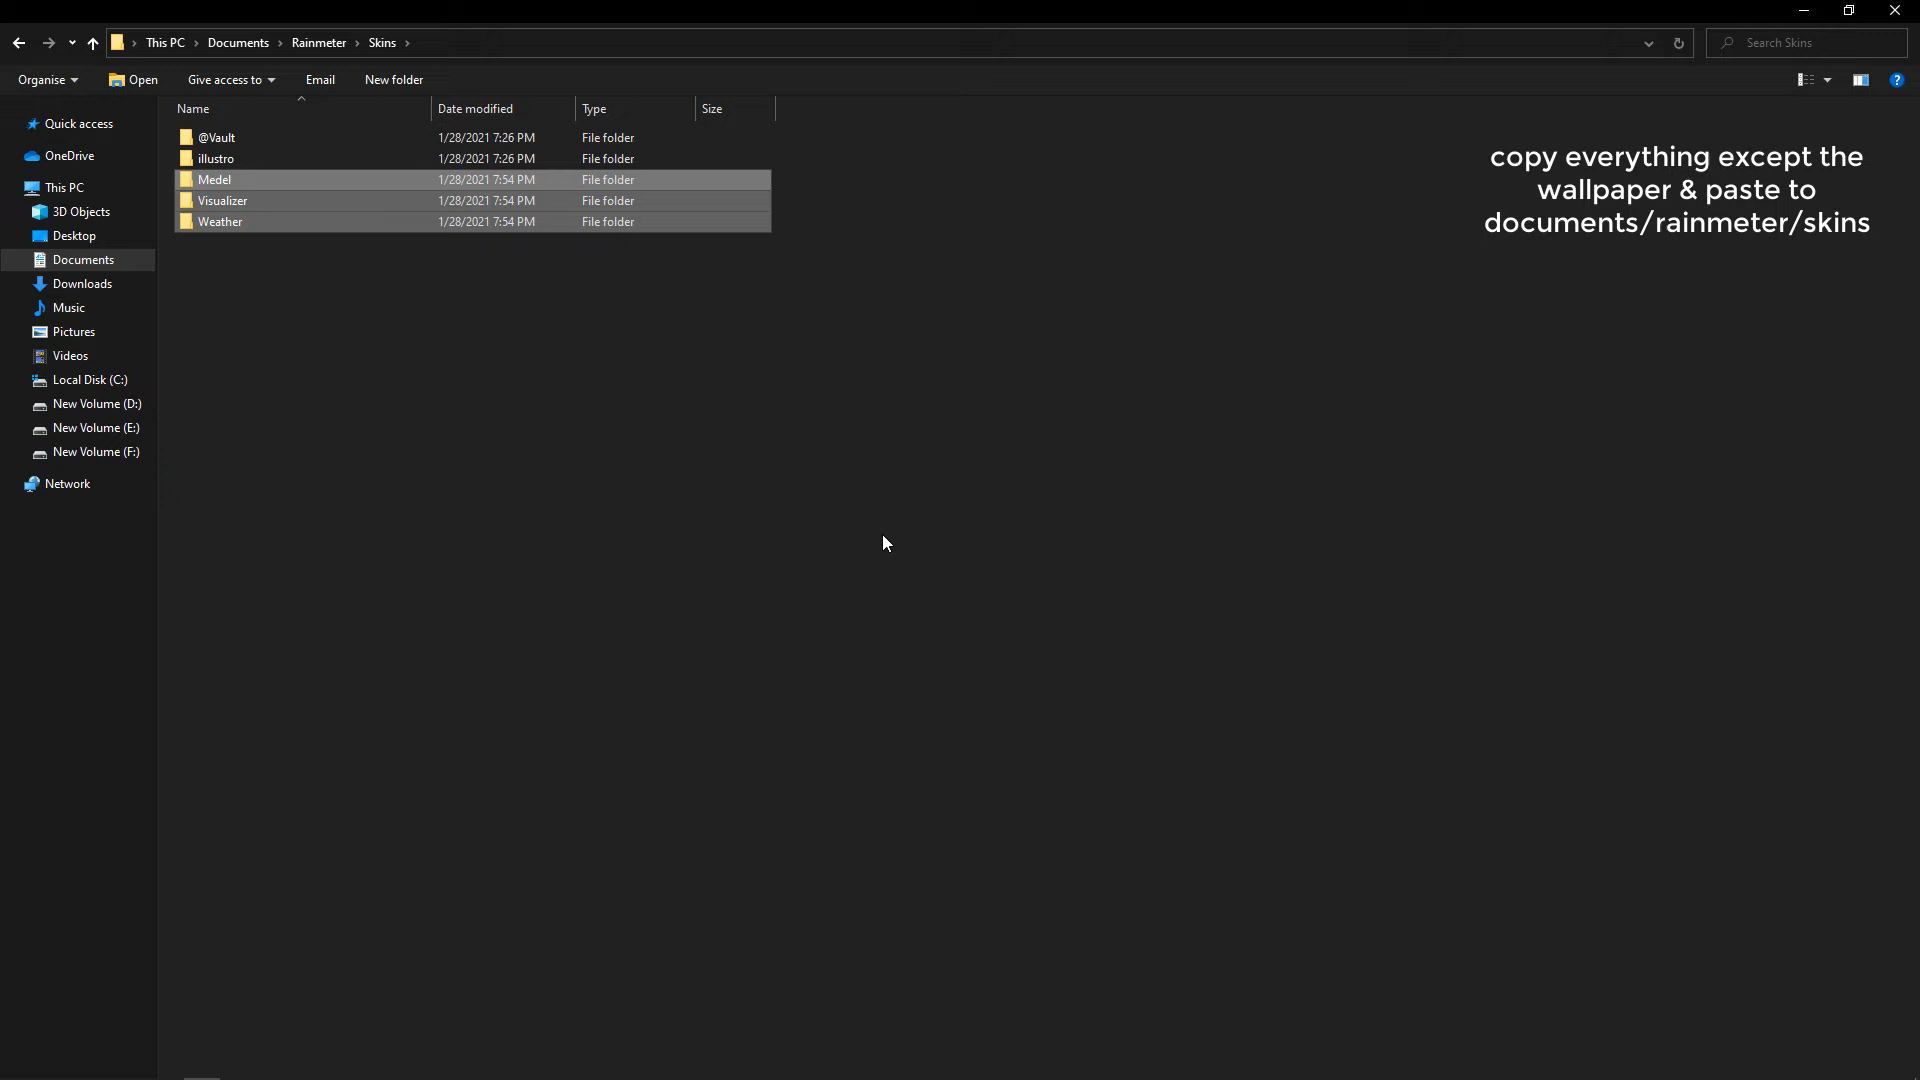 This PC > Documents > Rainmeter > Skins >
Search Skins
Organise
Open
Give access to
Email
New folder
Name
Date modified
Type
Size
@Vault 1/28/2021 7:26 PM File folder
illustro 1/28/2021 7:26 PM File folder
Medel 1/28/2021 7:54 PM File folder
Visualizer 1/28/2021 7:54 PM File folder
Weather 1/28/2021 7:54 PM File folder
Quick access
OneDrive
This PC
3D Objects
Desktop
Documents
Downloads
Music
Pictures
Videos
Local Disk (C:)
New Volume (D:)
New Volume (E:)
New Volume (F:)
Network
copy everything except the
wallpaper & paste to
documents/rainmeter/skins